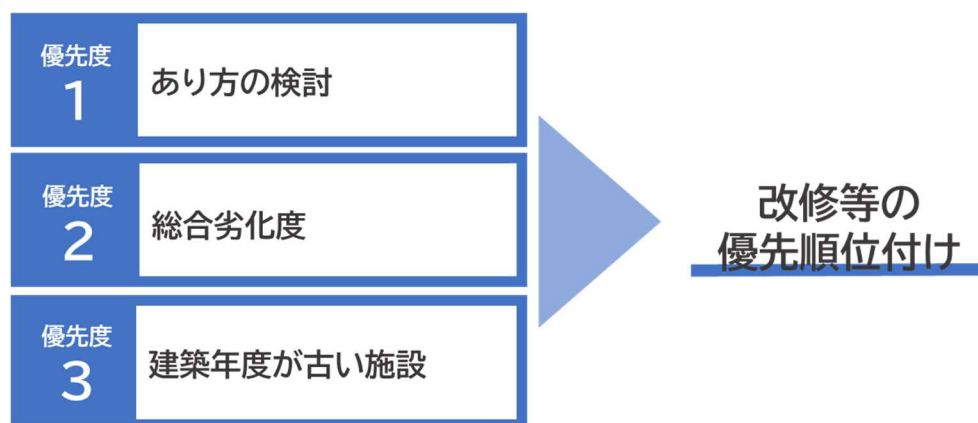 優先度
1
あり方の検討
優先度
2
総合劣化度
優先度
3
建築年度が古い施設
改修等の
優先順位付け